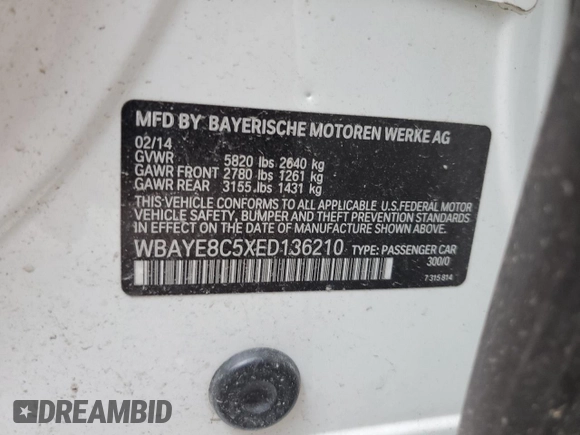 MFD BY BAYERISCHE MOTOREN WERKE AG
02/14
GVWR 5820 lbs 2640 kg
GAWR FRONT 2780 lbs 1261 kg
GAWR REAR 3155 lbs 1431 kg
THIS VEHICLE CONFORMS TO ALL APPLICABLE U.S.FEDERAL MOTOR
VEHICLE SAFETY, BUMPER AND THEFT PREVENTION STANDARDS
IN EFFECT ON THE DATE OF MANUFACTURE SHOWN ABOVE.
WBAYE8C5XED136210 TYPE: PASSENGER CAR
300/0
7 315 814
DREAMBID